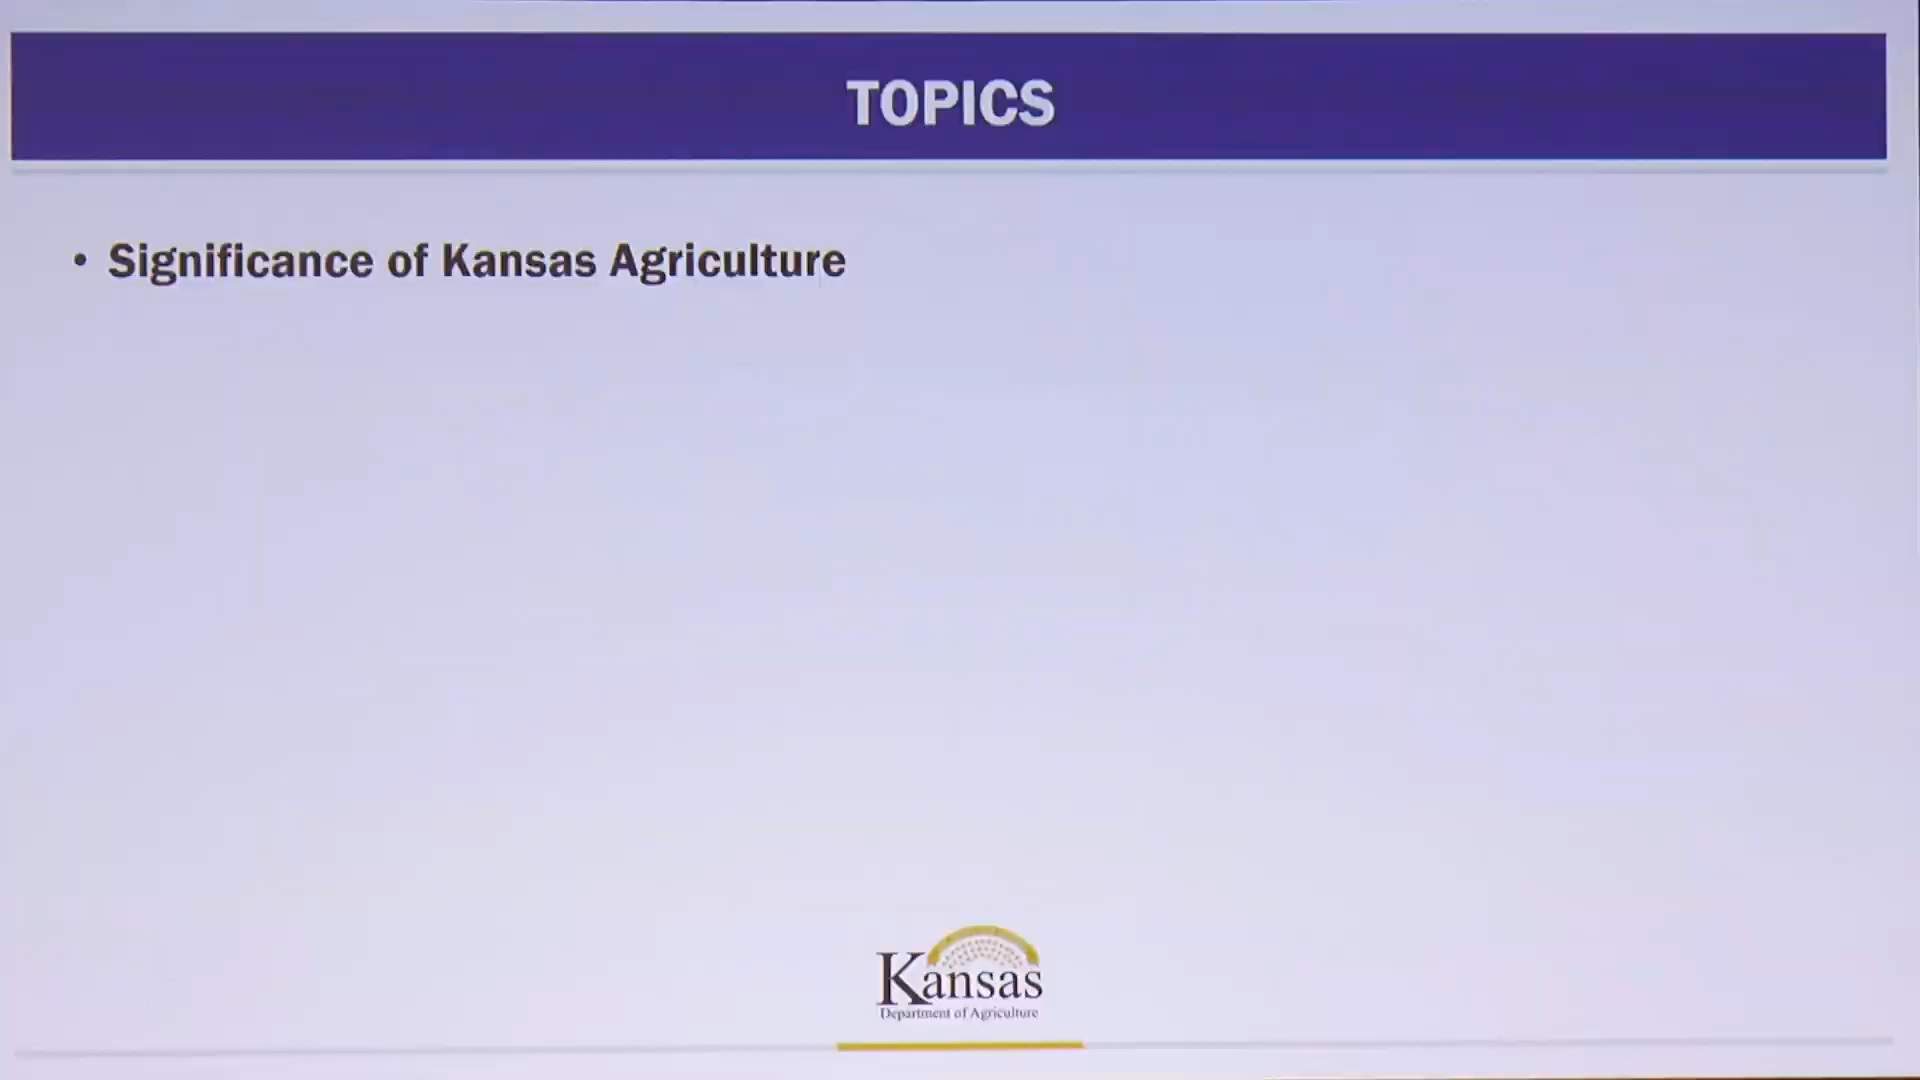 TOPICS
• Significance of Kansas Agriculture
Kansas
Department of Agriculture